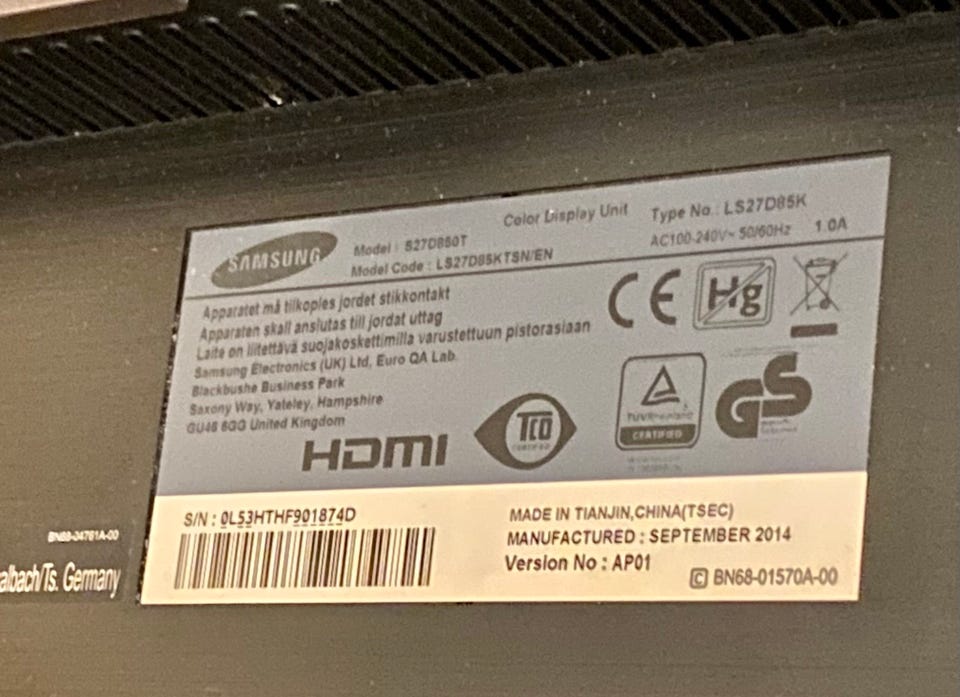 SAMSUNG
Model : S27D850T
Model Code : LS27D85KTSN/EN
Color Display Unit
Type No.: LS27D85K
AC100-240V~ 50/60Hz 1.0A
Apparatet må tilkoples jordet stikkontakt
Apparaten skall anslutas till jordat uttag
Laite on liitettävä suojakoskettimilla varustettuun pistorasiaan
Samsung Electronics (UK) Ltd, Euro QA Lab.
Blackbushe Business Park
Saxony Way, Yateley, Hampshire
GU46 6GG United Kingdom
CE
Hg
HDMI
TCO
CERTIFIED
TÜVRheinland
CERTIFIED
GS
S/N : 0L53HTHF901874D
MADE IN TIANJIN,CHINA(TSEC)
MANUFACTURED : SEPTEMBER 2014
Version No : AP01
C BN68-01570A-00
BN68-04761A-00
albach/Ts. Germany